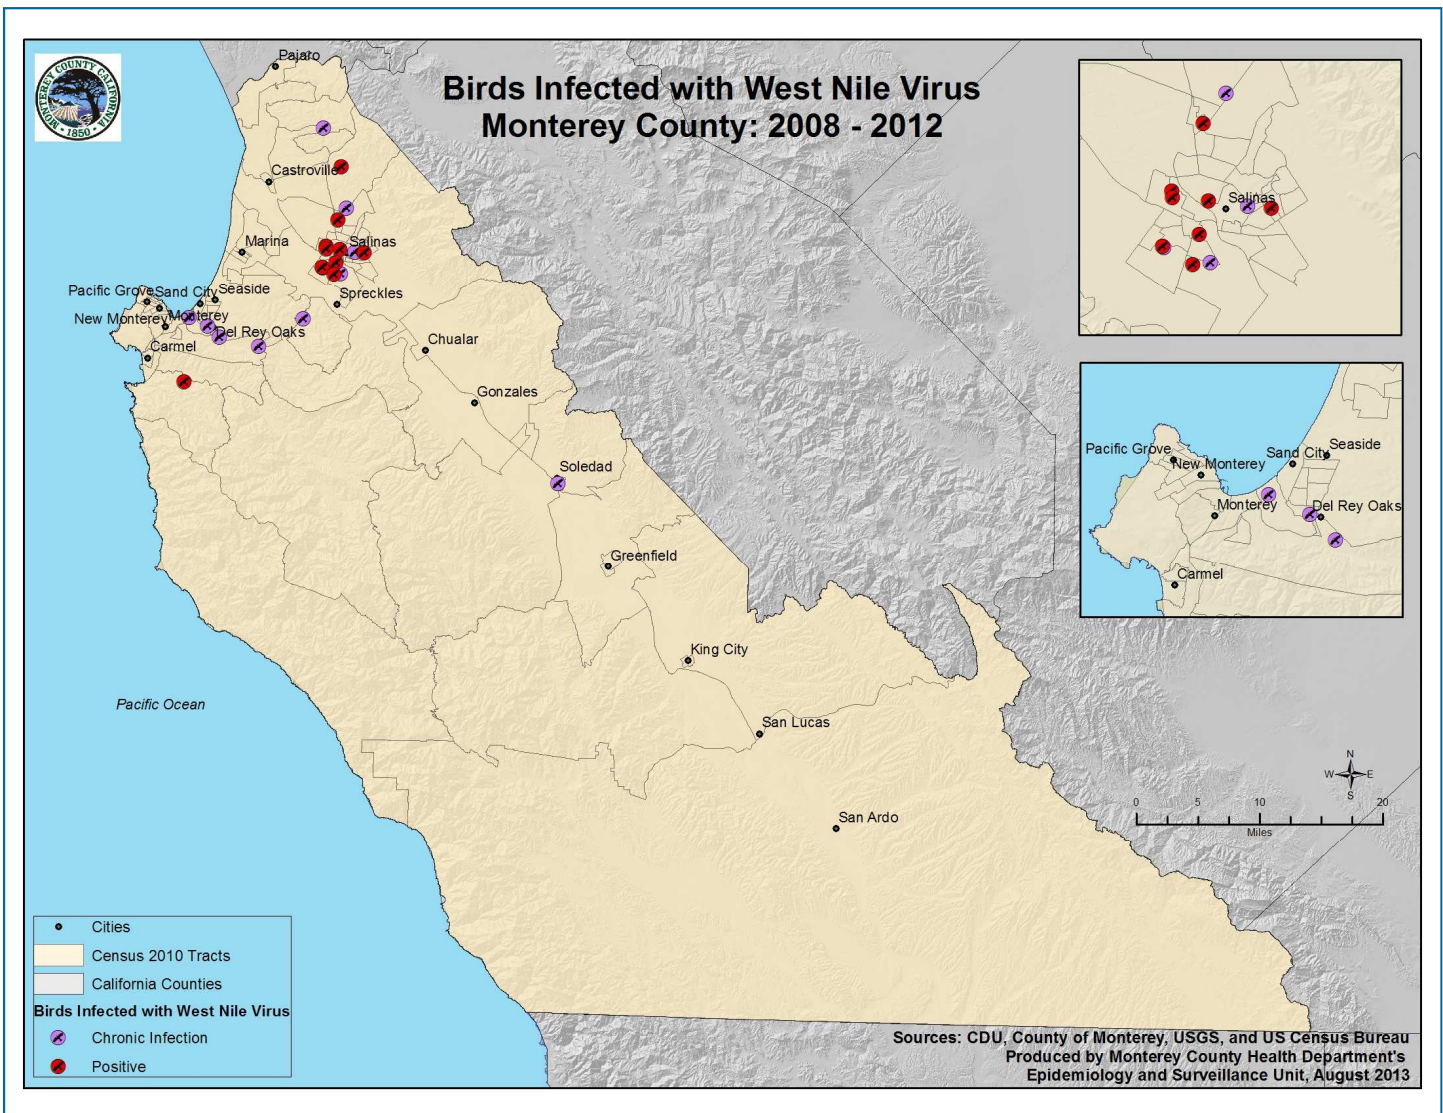 MONTEREY COUNTY CALIFORNIA
· 1850 ·
Birds Infected with West Nile Virus
Monterey County: 2008 - 2012
Pajaro
Castroville
Marina
Salinas
Pacific Grove
Sand City
Seaside
Spreckles
New Monterey
Monterey
Del Rey Oaks
Carmel
Chualar
Gonzales
Soledad
Greenfield
King City
San Lucas
San Ardo
Pacific Ocean
Salinas
Pacific Grove
New Monterey
Sand City
Seaside
Monterey
Del Rey Oaks
Carmel
N
W E
S
0 5 10 20
Miles
Cities
Census 2010 Tracts
California Counties
Birds Infected with West Nile Virus
Chronic Infection
Positive
Sources: CDU, County of Monterey, USGS, and US Census Bureau
Produced by Monterey County Health Department's
Epidemiology and Surveillance Unit, August 2013